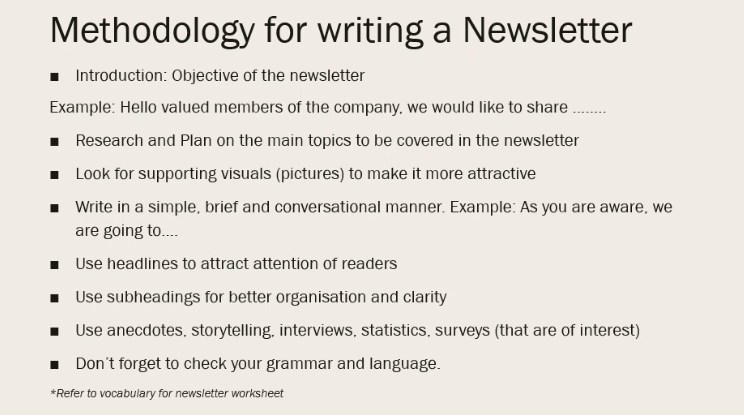 Methodology for writing a Newsletter
■ Introduction: Objective of the newsletter
Example: Hello valued members of the company, we would like to share ........
■ Research and Plan on the main topics to be covered in the newsletter
■ Look for supporting visuals (pictures) to make it more attractive
■ Write in a simple, brief and conversational manner. Example: As you are aware, we
are going to....
■ Use headlines to attract attention of readers
■ Use subheadings for better organisation and clarity
■ Use anecdotes, storytelling, interviews, statistics, surveys (that are of interest)
■ Don't forget to check your grammar and language.
*Refer to vocabulary for newsletter worksheet